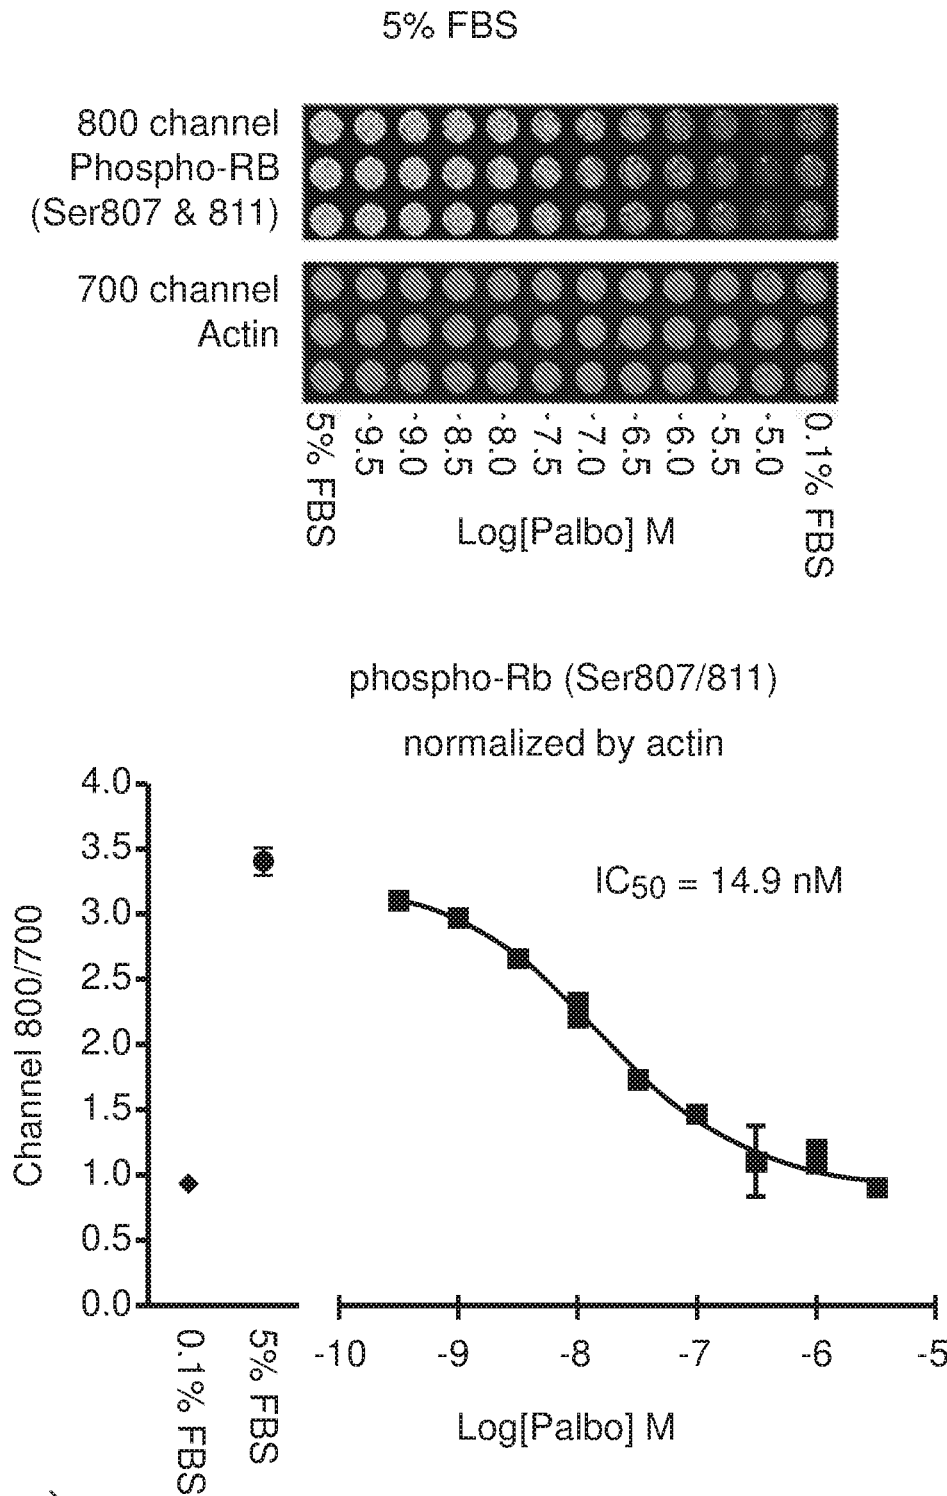 5% FBS
800 channel
Phospho-RB
(Ser807 & 811)
700 channel
Actin
5% FBS
-9.5
-9.0
-8.5
-8.0
-7.5
-7.0
-6.5
-6.0
-5.5
-5.0
0.1% FBS
Log[Palbo] M
phospho-Rb (Ser807/811)
normalized by actin
4.0
3.5
3.0
2.5
2.0
1.5
1.0
0.5
0.0
Channel 800/700
IC50 = 14.9 nM
0.1% FBS
5% FBS
-10
-9
-8
-7
-6
-5
Log[Palbo] M